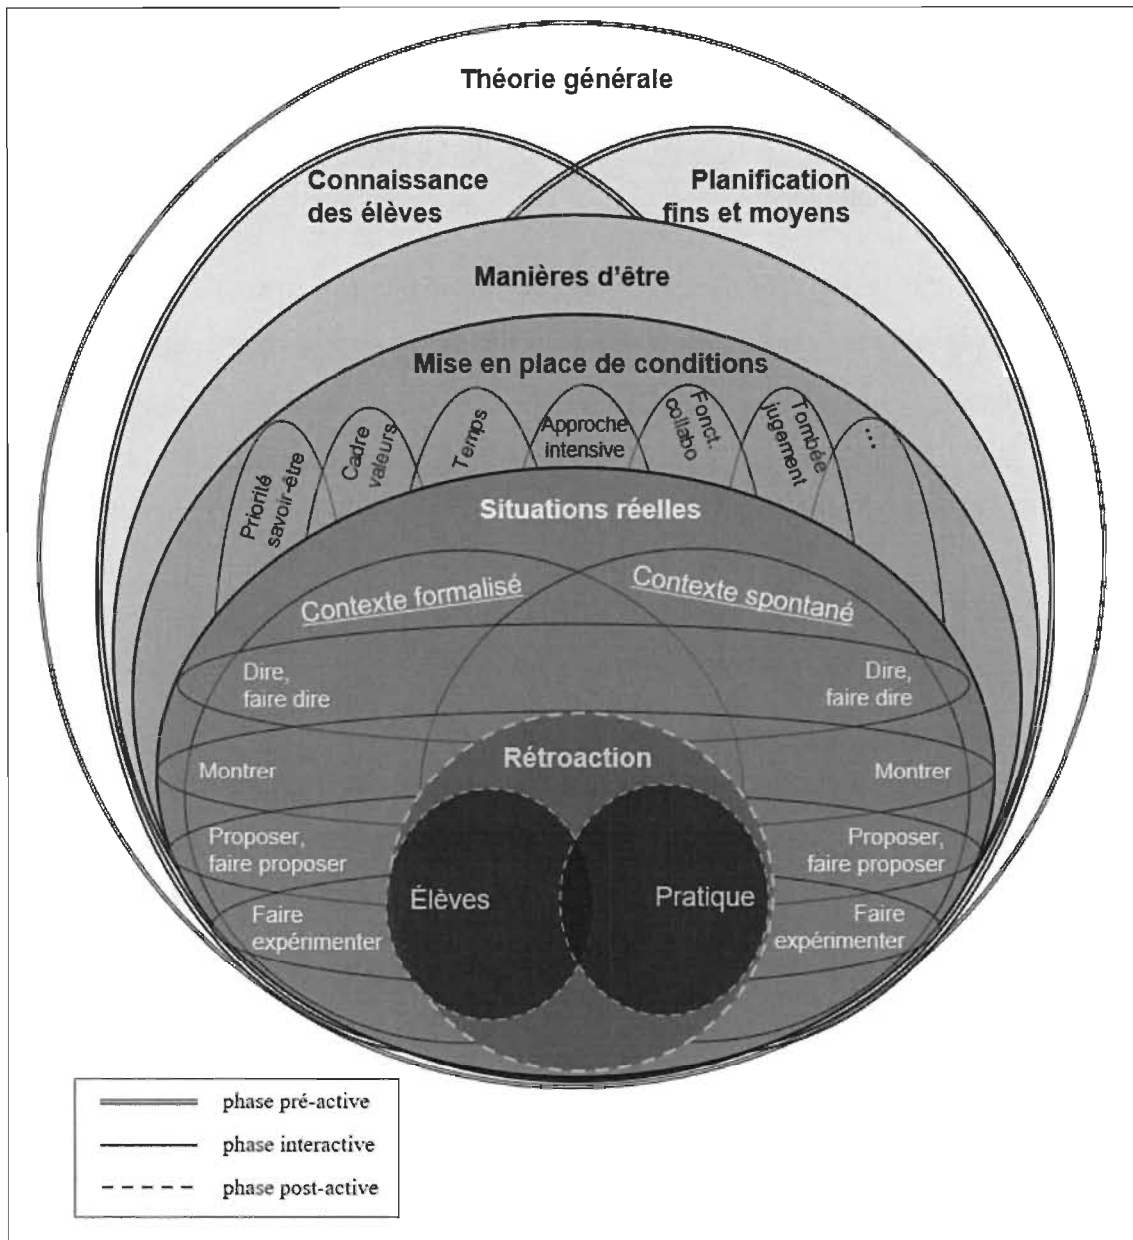 Théorie générale
Connaissance
des élèves
Planification
fins et moyens
Manières d'être
Mise en place de conditions
Priorité
savoir-être
Cadre
valeurs
Temps
Approche
intensive
Fonct.
collabo
Tombée
jugement
...
Situations réelles
Contexte formalisé
Contexte spontané
Dire,
faire dire
Dire,
faire dire
Montrer
Rétroaction
Montrer
Proposer,
faire proposer
Proposer,
faire proposer
Élèves
Pratique
Faire
expérimenter
Faire
expérimenter
phase pré-active
phase interactive
phase post-active